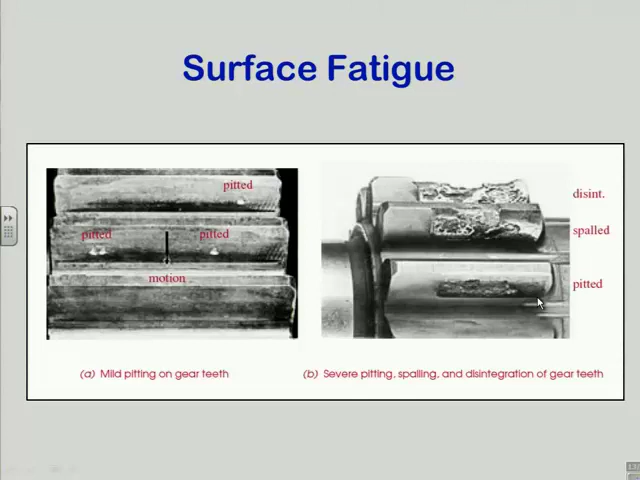 Surface Fatigue
pitted
pitted
pitted
motion
disint.
spalled
pitted
(a) Mild pitting on gear teeth
(b) Severe pitting, spalling, and disintegration of gear teeth